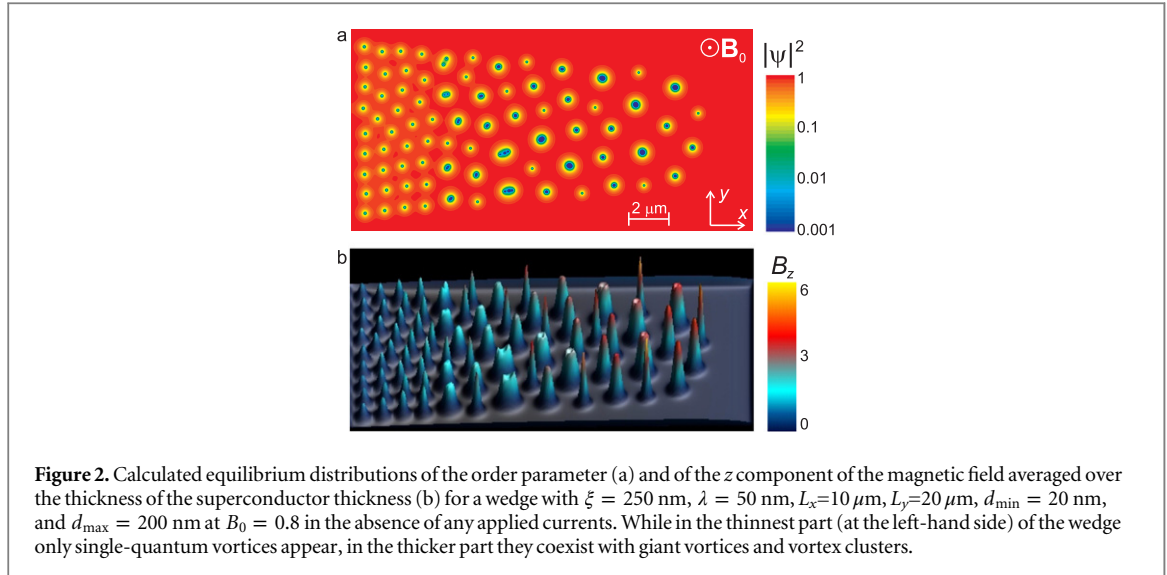 a
⊙B₀
|ψ|²
1
0.1
0.01
0.001
2 μm
y
x
b
B_z
6
3
0
Figure 2. Calculated equilibrium distributions of the order parameter (a) and of the z component of the magnetic field averaged over
the thickness of the superconductor thickness (b) for a wedge with ξ = 250 nm, λ = 50 nm, Lₓ=10 μm, L_y=20 μm, d_min = 20 nm,
and d_max = 200 nm at B₀ = 0.8 in the absence of any applied currents. While in the thinnest part (at the left-hand side) of the wedge
only single-quantum vortices appear, in the thicker part they coexist with giant vortices and vortex clusters.